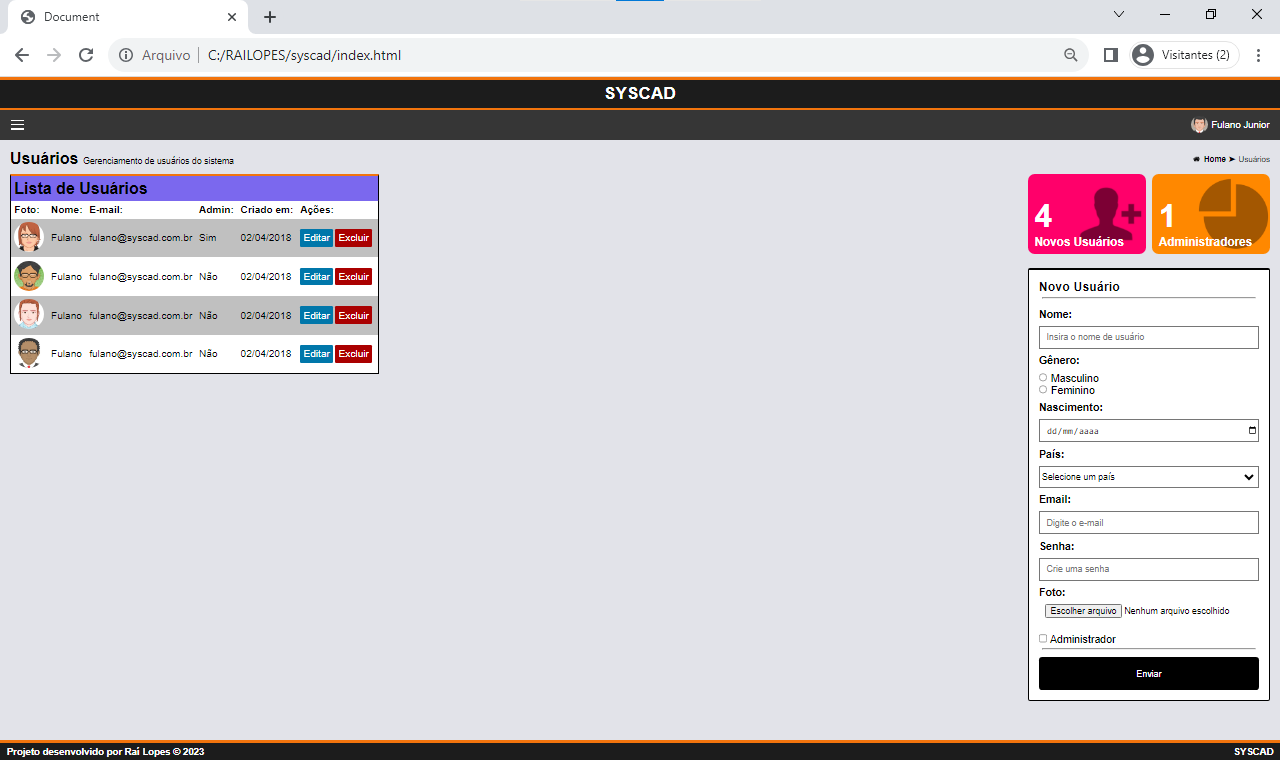 Document
Arquivo C:/RAILOPES/syscad/index.html Visitantes (2)
SYSCAD
Fulano Junior
Usuários Gerenciamento de usuários do sistema
Home ➤ Usuários
Lista de Usuários
Foto: Nome: E-mail: Admin: Criado em: Ações:
Fulano fulano@syscad.com.br Sim 02/04/2018 Editar Excluir
Fulano fulano@syscad.com.br Não 02/04/2018 Editar Excluir
Fulano fulano@syscad.com.br Não 02/04/2018 Editar Excluir
Fulano fulano@syscad.com.br Não 02/04/2018 Editar Excluir
4
Novos Usuários
1
Administradores
Novo Usuário
Nome:
Insira o nome de usuário
Gênero:
Masculino
Feminino
Nascimento:
dd/mm/aaaa
País:
Selecione um país
Email:
Digite o e-mail
Senha:
Crie uma senha
Foto:
Escolher arquivo Nenhum arquivo escolhido
Administrador
Enviar
Projeto desenvolvido por Raí Lopes © 2023
SYSCAD